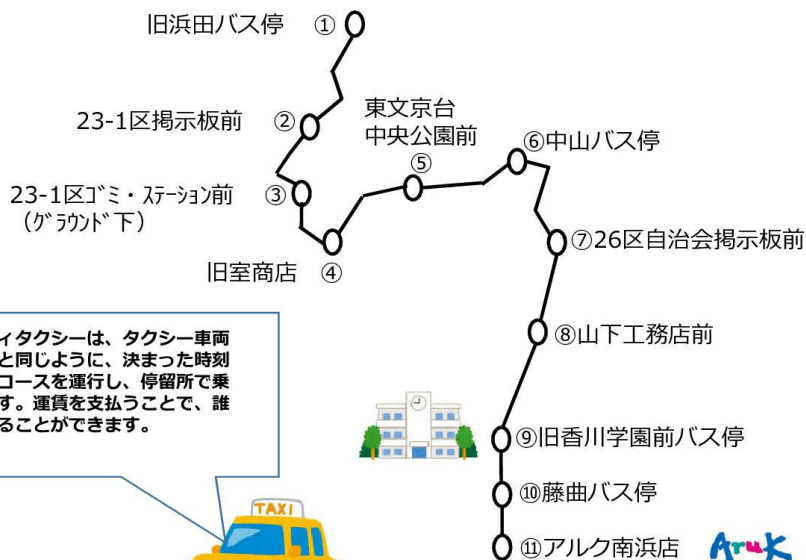 旧浜田バス停 ①
23-1区掲示板前 ②
23-1区ｺﾞﾐ・ｽﾃｰｼｮﾝ前 ③
（ｸﾞﾗｳﾝﾄﾞ下）
旧室商店 ④
東文京台
中央公園前
⑤
⑥中山バス停
⑦26区自治会掲示板前
⑧山下工務店前
⑨旧香川学園前バス停
⑩藤曲バス停
⑪アルク南浜店
Aruk
ィタクシーは、タクシー車両
と同じように、決まった時刻
コースを運行し、停留所で乗
す。運賃を支払うことで、誰
ることができます。
TAXI